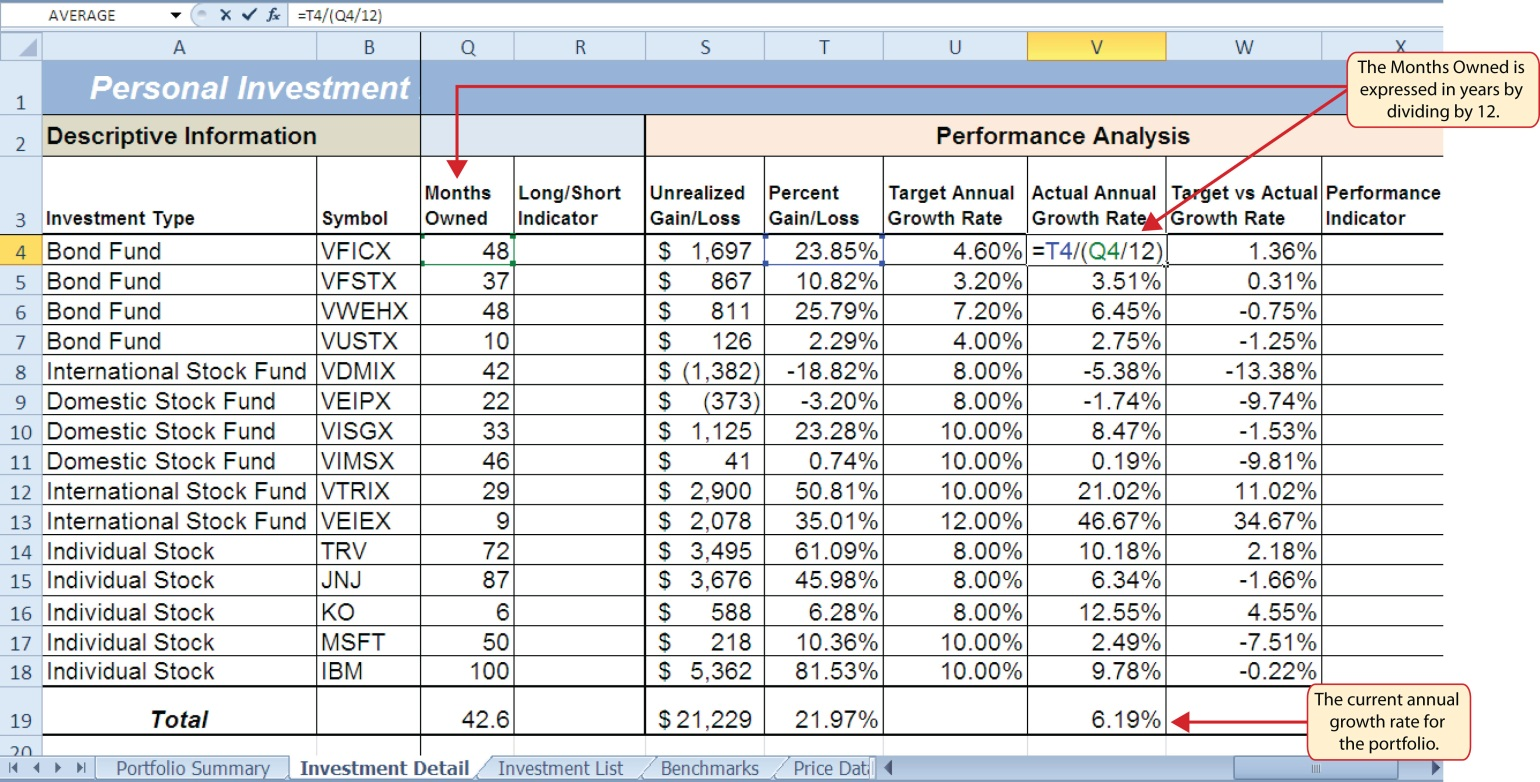 AVERAGE =T4/(Q4/12)
A B Q R S T U V W X
1 Personal Investment
The Months Owned is
expressed in years by
dividing by 12.
2 Descriptive Information Performance Analysis
Months Long/Short Unrealized Percent Target Annual Actual Annual Target vs Actual Performance
3 Investment Type Symbol Owned Indicator Gain/Loss Gain/Loss Growth Rate Growth Rate Growth Rate Indicator
4 Bond Fund VFICX 48 $ 1,697 23.85% 4.60% =T4/(Q4/12) 1.36%
5 Bond Fund VFSTX 37 $ 867 10.82% 3.20% 3.51% 0.31%
6 Bond Fund VWEHX 48 $ 811 25.79% 7.20% 6.45% -0.75%
7 Bond Fund VUSTX 10 $ 126 2.29% 4.00% 2.75% -1.25%
8 International Stock Fund VDMIX 42 $ (1,382) -18.82% 8.00% -5.38% -13.38%
9 Domestic Stock Fund VEIPX 22 $ (373) -3.20% 8.00% -1.74% -9.74%
10 Domestic Stock Fund VISGX 33 $ 1,125 23.28% 10.00% 8.47% -1.53%
11 Domestic Stock Fund VIMSX 46 $ 41 0.74% 10.00% 0.19% -9.81%
12 International Stock Fund VTRIX 29 $ 2,900 50.81% 10.00% 21.02% 11.02%
13 International Stock Fund VEIEX 9 $ 2,078 35.01% 12.00% 46.67% 34.67%
14 Individual Stock TRV 72 $ 3,495 61.09% 8.00% 10.18% 2.18%
15 Individual Stock JNJ 87 $ 3,676 45.98% 8.00% 6.34% -1.66%
16 Individual Stock KO 6 $ 588 6.28% 8.00% 12.55% 4.55%
17 Individual Stock MSFT 50 $ 218 10.36% 10.00% 2.49% -7.51%
18 Individual Stock IBM 100 $ 5,362 81.53% 10.00% 9.78% -0.22%
19 Total 42.6 $ 21,229 21.97% 6.19%
The current annual
growth rate for
the portfolio.
20
Portfolio Summary Investment Detail Investment List Benchmarks Price Data